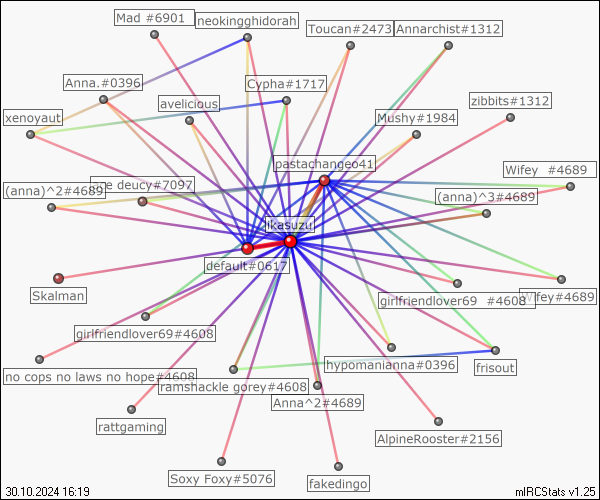 Mad #6901
neokingghidorah
Toucan#2473
Annarchist#1312
Anna.#0396
Cypha#1717
avelicious
zibbits#1312
xenoyaut
Mushy#1984
pastachange041
Wifey #4689
(anna)^2#4689
deucy#7097
(anna)^3#4689
ikasuzu
default#0617
Skalman
girlfriendlover69 #4608
Wifey#4689
girlfriendlover69#4608
hypomanianna#0396
frisout
no cops no laws no hope#4608
ramshackle gorey#4608
Anna^2#4689
rattgaming
AlpineRooster#2156
Soxy Foxy#5076
fakedingo
30.10.2024 16:19
mIRCStats v1.25